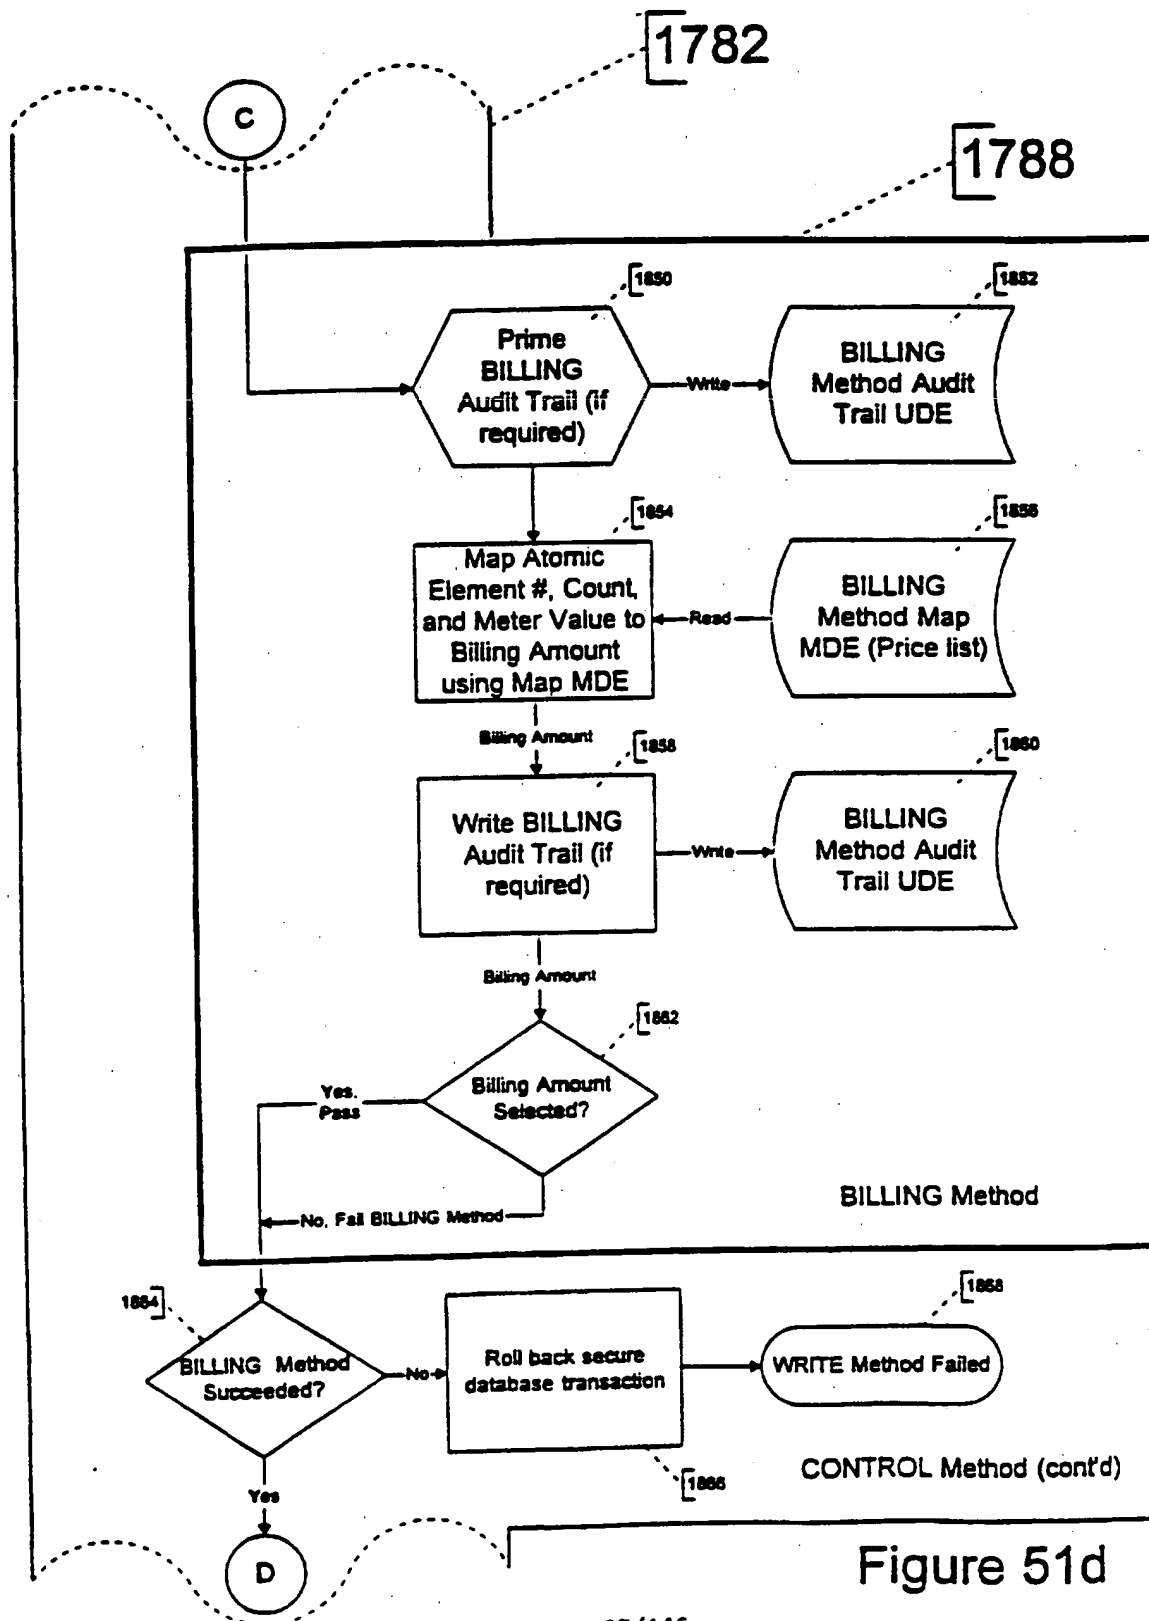 1782
C
1788
1850
1852
Prime
BILLING
Audit Trail (if
required)
Write
BILLING
Method Audit
Trail UDE
1854
1856
Map Atomic
Element #, Count,
and Meter Value to
Billing Amount
using Map MDE
Read
BILLING
Method Map
MDE (Price list)
Billing Amount
1858
1860
Write BILLING
Audit Trail (if
required)
Write
BILLING
Method Audit
Trail UDE
Billing Amount
1862
Billing Amount
Selected?
Yes.
Pass
No, Fail BILLING Method
BILLING Method
1864
1868
BILLING Method
Succeeded?
No
Roll back secure
database transaction
WRITE Method Failed
1866
CONTROL Method (cont'd)
Yes
D
Figure 51d